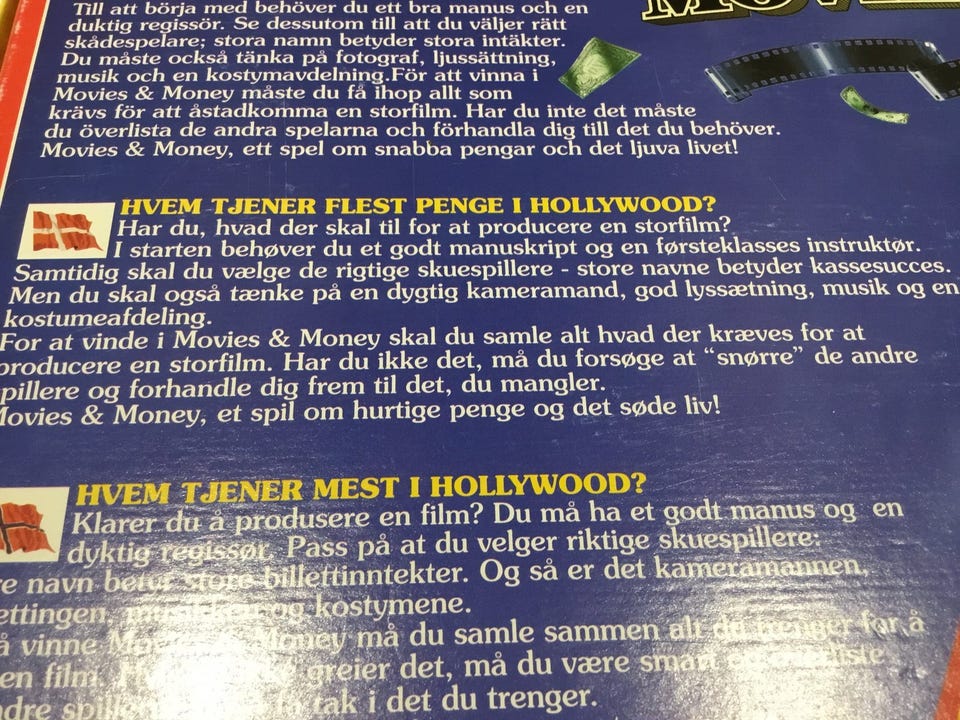 Till att börja med behöver du ett bra manus och en
duktig regissör. Se dessutom till att du väljer rätt
skådespelare; stora namn betyder stora intäkter.
Du måste också tänka på fotograf, ljussättning,
musik och en kostymavdelning.För att vinna i
Movies & Money måste du få ihop allt som
krävs för att åstadkomma en storfilm. Har du inte det måste
du överlista de andra spelarna och förhandla dig till det du behöver.
Movies & Money, ett spel om snabba pengar och det ljuva livet!
HVEM TJENER FLEST PENGE I HOLLYWOOD?
Har du, hvad der skal til for at producere en storfilm?
I starten behøver du et godt manuskript og en førsteklasses instruktør.
Samtidig skal du vælge de rigtige skuespillere - store navne betyder kassesucces.
Men du skal også tænke på en dygtig kameramand, god lyssætning, musik og en
kostumeafdeling.
For at vinde i Movies & Money skal du samle alt hvad der kræves for at
producere en storfilm. Har du ikke det, må du forsøge at “snørre” de andre
pillere og forhandle dig frem til det, du mangler.
Movies & Money, et spil om hurtige penge og det søde liv!
HVEM TJENER MEST I HOLLYWOOD?
Klarer du å produsere en film? Du må ha et godt manus og en
dyktig regissør. Pass på at du velger riktige skuespillere:
re navn betyr store billettinntekter. Og så er det kameramannen,
ettingen, musikken og kostymene.
å vinne Movies & Money må du samle sammen alt du trenger for å
en film. greier det, må du være smart
dre få tak i det du trenger.